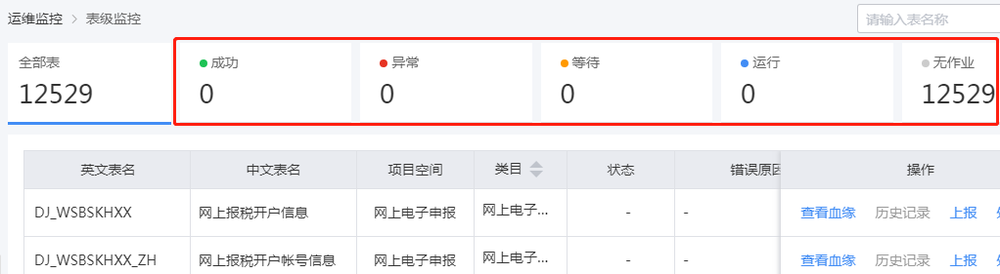 运维监控 > 表级监控
请输入表名称
全部表 成功 异常 等待 运行 无作业
12529 0 0 0 0 12529
英文表名 中文表名 项目空间 类目 状态 错误原因 操作
DJ_WSBSKHXX 网上报税开户信息 网上电子申报 网上电子... - - 查看血缘 历史记录 上报
DJ_WSBSKHXX_ZH 网上报税开户帐号信息 网上电子申报 网上电子... - - 查看血缘 历史记录 上报